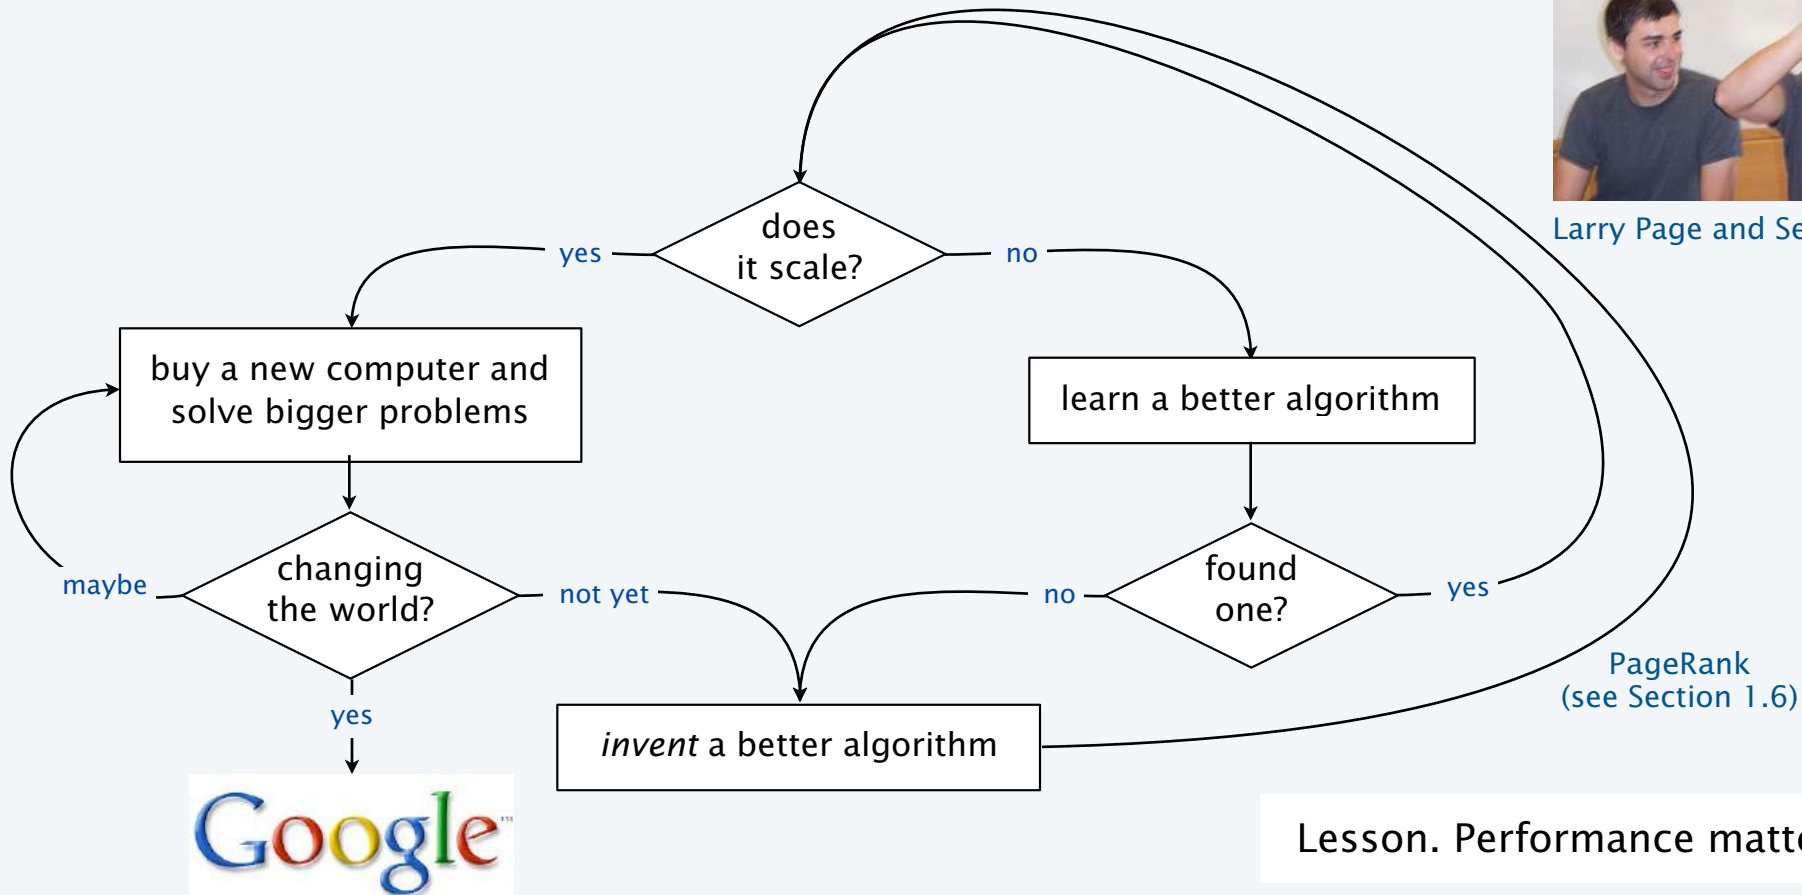 does
it scale?
yes
no
Larry Page and Se
buy a new computer and
solve bigger problems
learn a better algorithm
changing
the world?
maybe
not yet
found
one?
no
yes
PageRank
(see Section 1.6)
yes
invent a better algorithm
Google™
Lesson. Performance matte